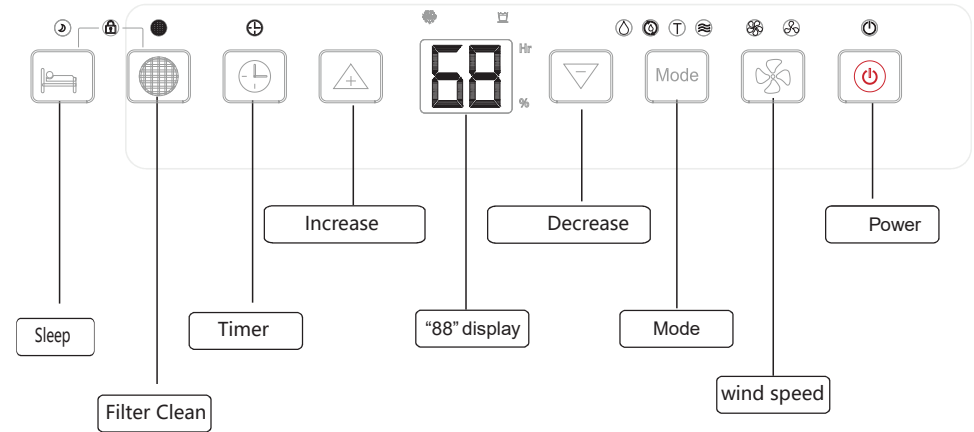 T
Hr
68
%
Mode
Increase
Decrease
Power
Sleep
Timer
“88” display
Mode
wind speed
Filter Clean